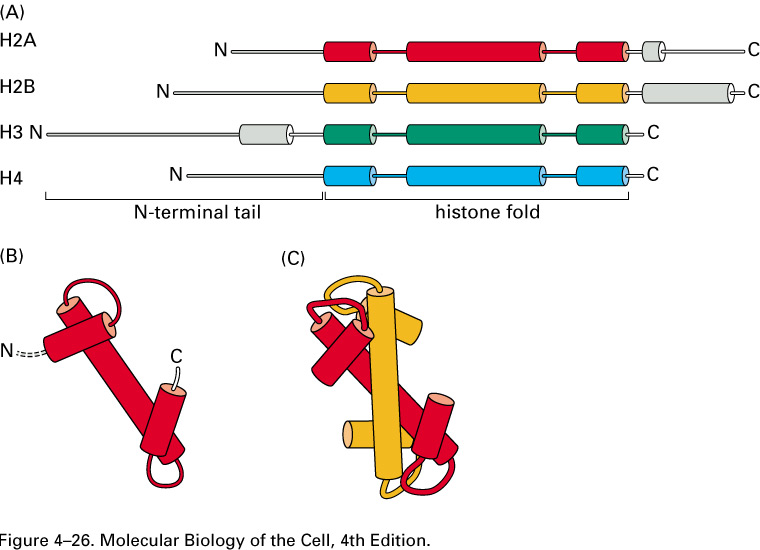 (A)
H2A N C
H2B N C
H3 N C
H4 N C
N-terminal tail histone fold
(B) (C)
N C
Figure 4–26. Molecular Biology of the Cell, 4th Edition.